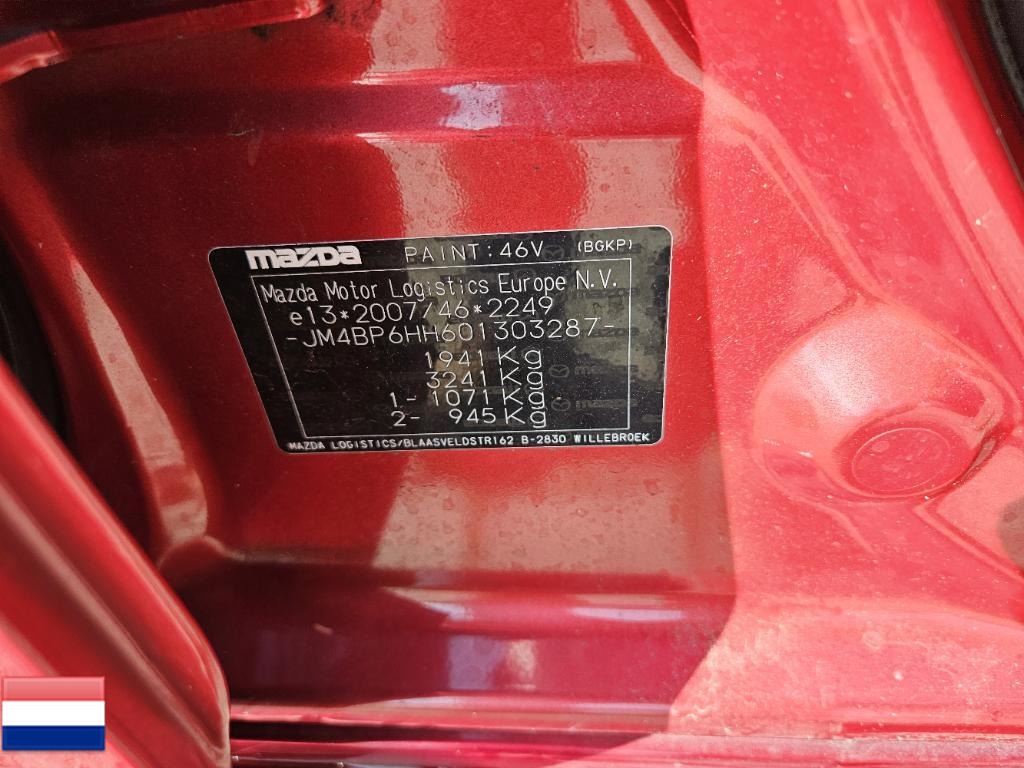 mazda PAINT:46V (BGKP)
Mazda Motor Logistics Europe N.V.
e13*2007/46*2249
-JM4BP6HH601303287-
1941 Kg
3241 Kg
1- 1071 Kg
2- 945 Kg
MAZDA LOGISTICS/BLAASVELDSTR162 B-2830 WILLEBROEK